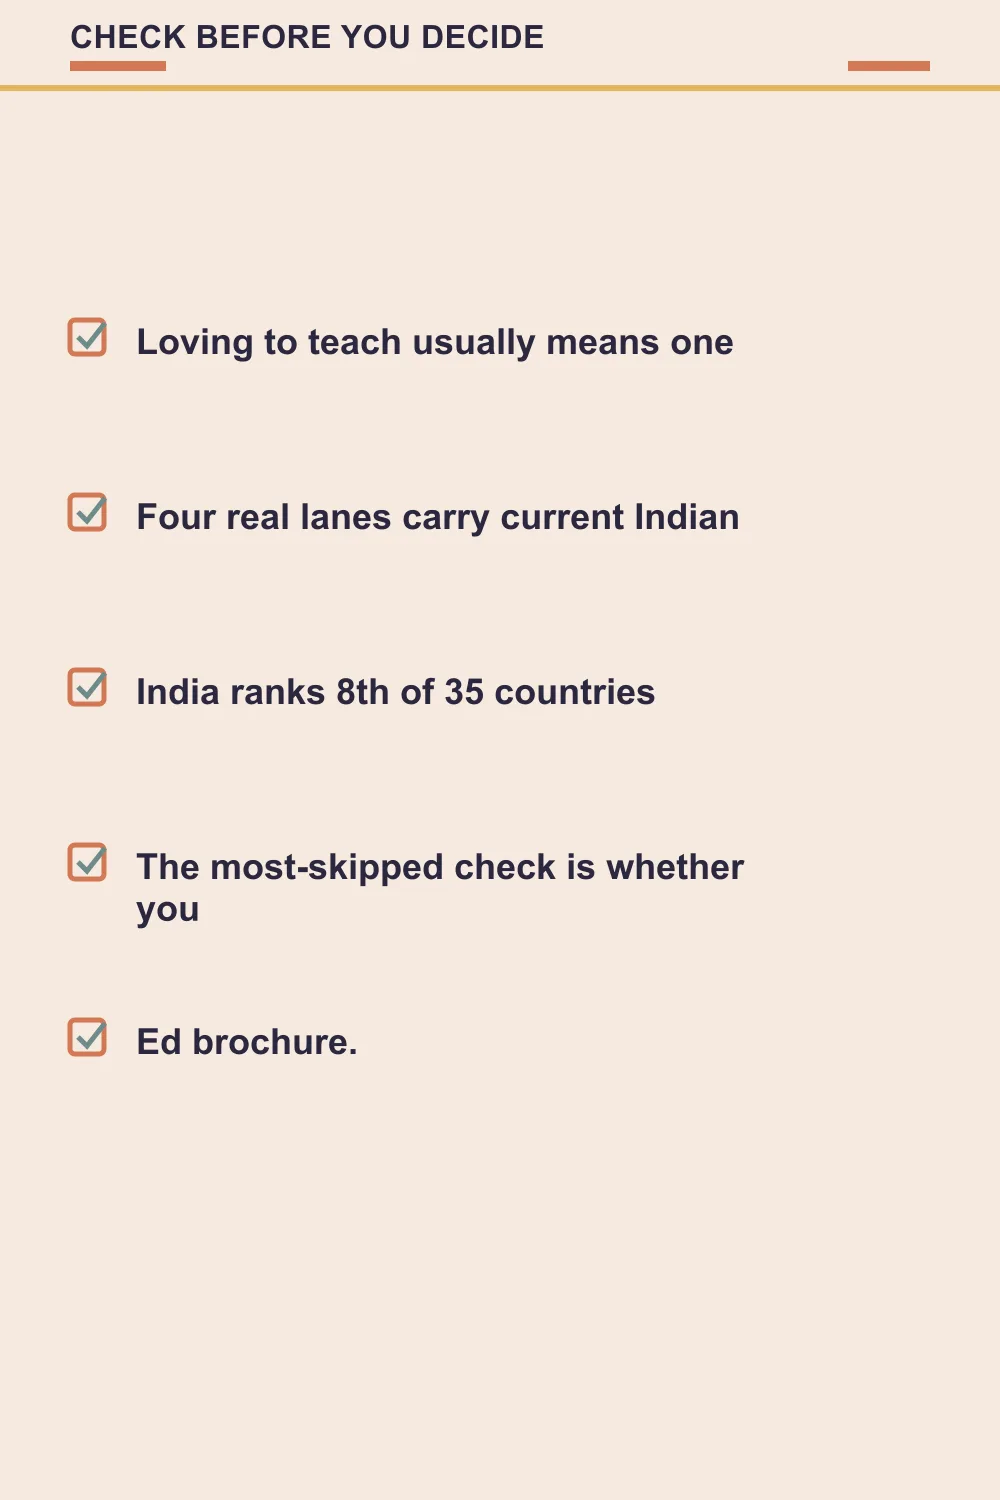 CHECK BEFORE YOU DECIDE
Loving to teach usually means one
Four real lanes carry current Indian
India ranks 8th of 35 countries
The most-skipped check is whether
you
Ed brochure.